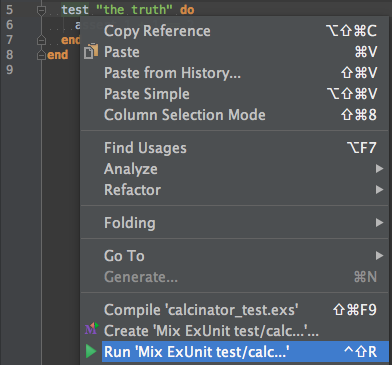 5 test "the truth" do
6 a
7 end
8 end
9
Copy Reference ⌥⇧⌘C
Paste ⌘V
Paste from History... ⇧⌘V
Paste Simple ⌥⇧⌘V
Column Selection Mode ⇧⌘8
Find Usages ⌥F7
Analyze
Refactor
Folding
Go To
Generate... ⌘N
Compile 'calcinator_test.exs' ⇧⌘F9
Create 'Mix ExUnit test/calc...'...
Run 'Mix ExUnit test/calc...' ^⇧R